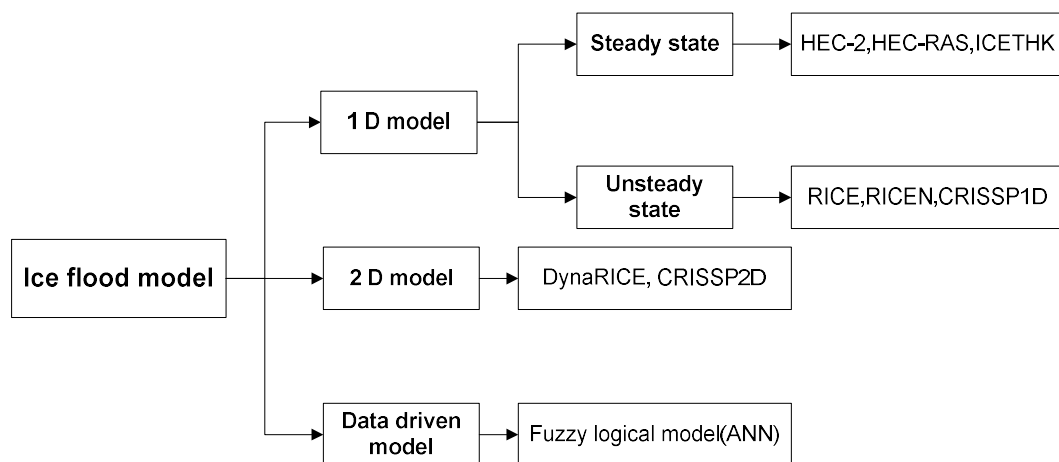 Steady state
HEC-2,HEC-RAS,ICETHK
1 D model
Unsteady
state
RICE,RICEN,CRISSP1D
Ice flood model
2 D model
DynaRICE, CRISSP2D
Data driven
model
Fuzzy logical model(ANN)